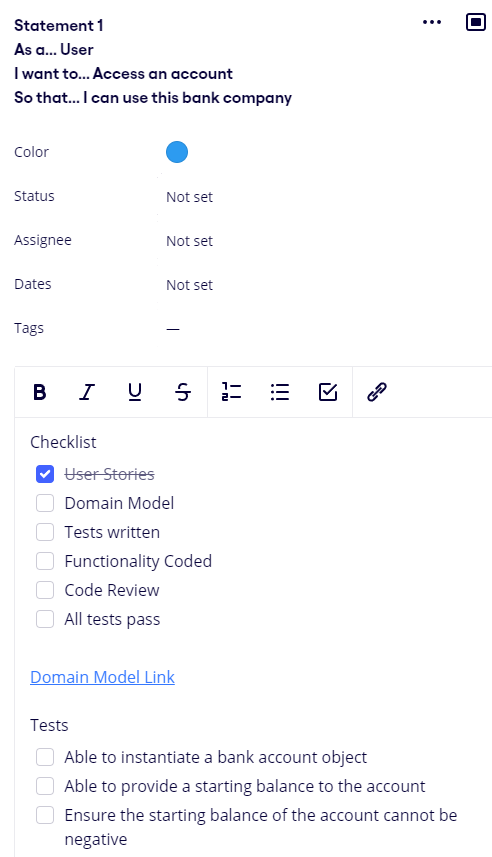 Statement 1
As a... User
I want to... Access an account
So that... I can use this bank company
Color
Status
Not set
Assignee
Not set
Dates
Not set
Tags
—
B I U S
Checklist
User Stories
Domain Model
Tests written
Functionality Coded
Code Review
All tests pass
Domain Model Link
Tests
Able to instantiate a bank account object
Able to provide a starting balance to the account
Ensure the starting balance of the account cannot be
negative